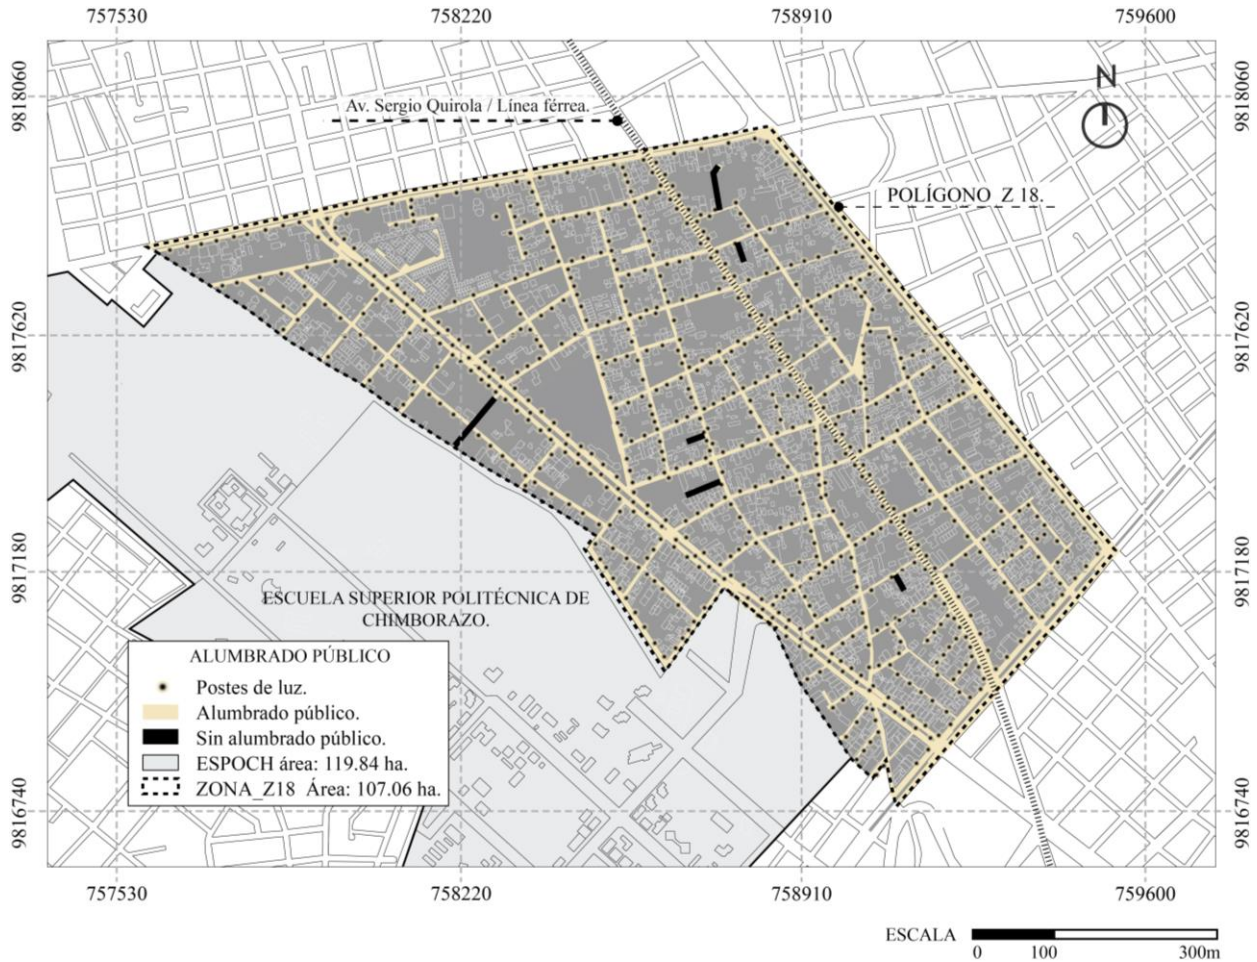 757530 758220 758910 759600
9818060 9818060
N
Av. Sergio Quirola / Línea férrea.
POLÍGONO_Z 18.
9817620 9817620
9817180 9817180
ESCUELA SUPERIOR POLITÉCNICA DE
CHIMBORAZO.
ALUMBRADO PÚBLICO
Postes de luz.
Alumbrado público.
Sin alumbrado público.
ESPOCH área: 119.84 ha.
ZONA_Z18 Área: 107.06 ha.
9816740 9816740
757530 758220 758910 759600
ESCALA
0 100 300m